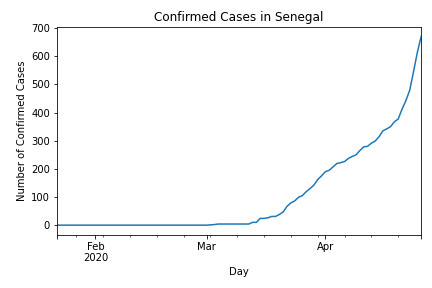 Confirmed Cases in Senegal
Number of Confirmed Cases
700
600
500
400
300
200
100
0
Feb
2020
Mar
Apr
Day